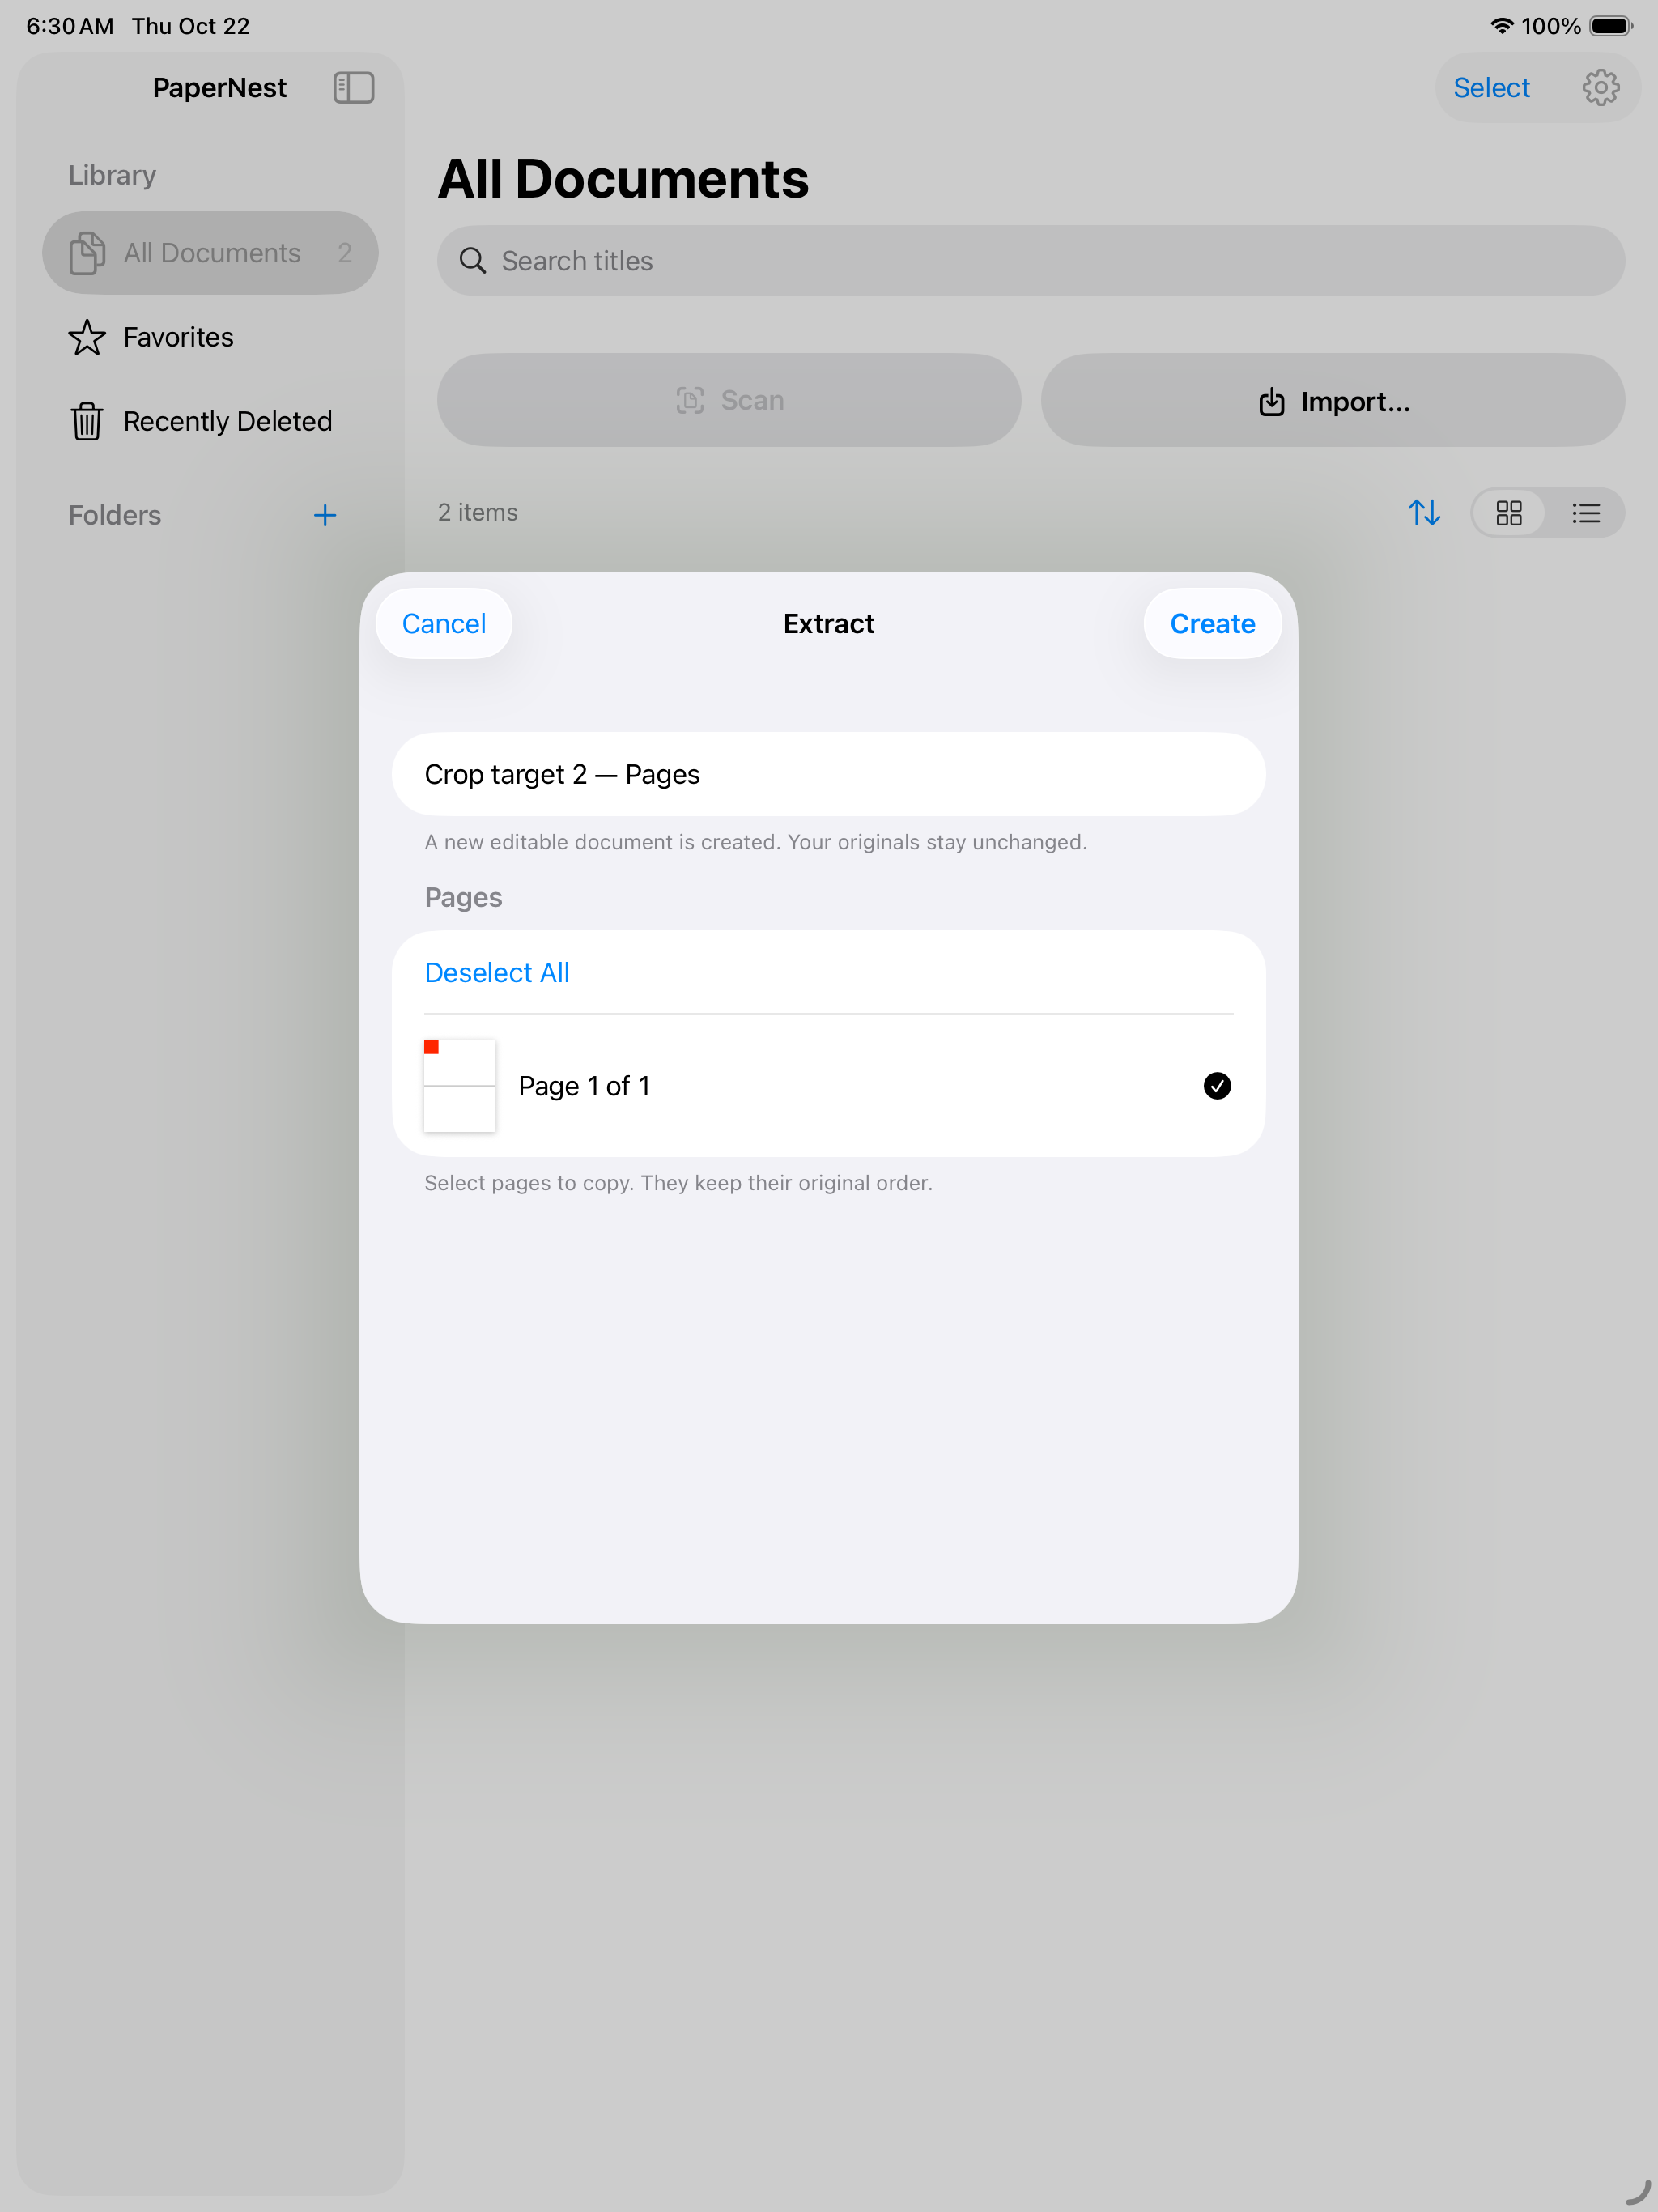 6:30 AM Thu Oct 22
100%
PaperNest
Select
Library
All Documents 2
Favorites
Recently Deleted
Folders
All Documents
Search titles
Scan
Import...
2 items
Cancel
Extract
Create
Crop target 2 — Pages
A new editable document is created. Your originals stay unchanged.
Pages
Deselect All
Page 1 of 1
Select pages to copy. They keep their original order.